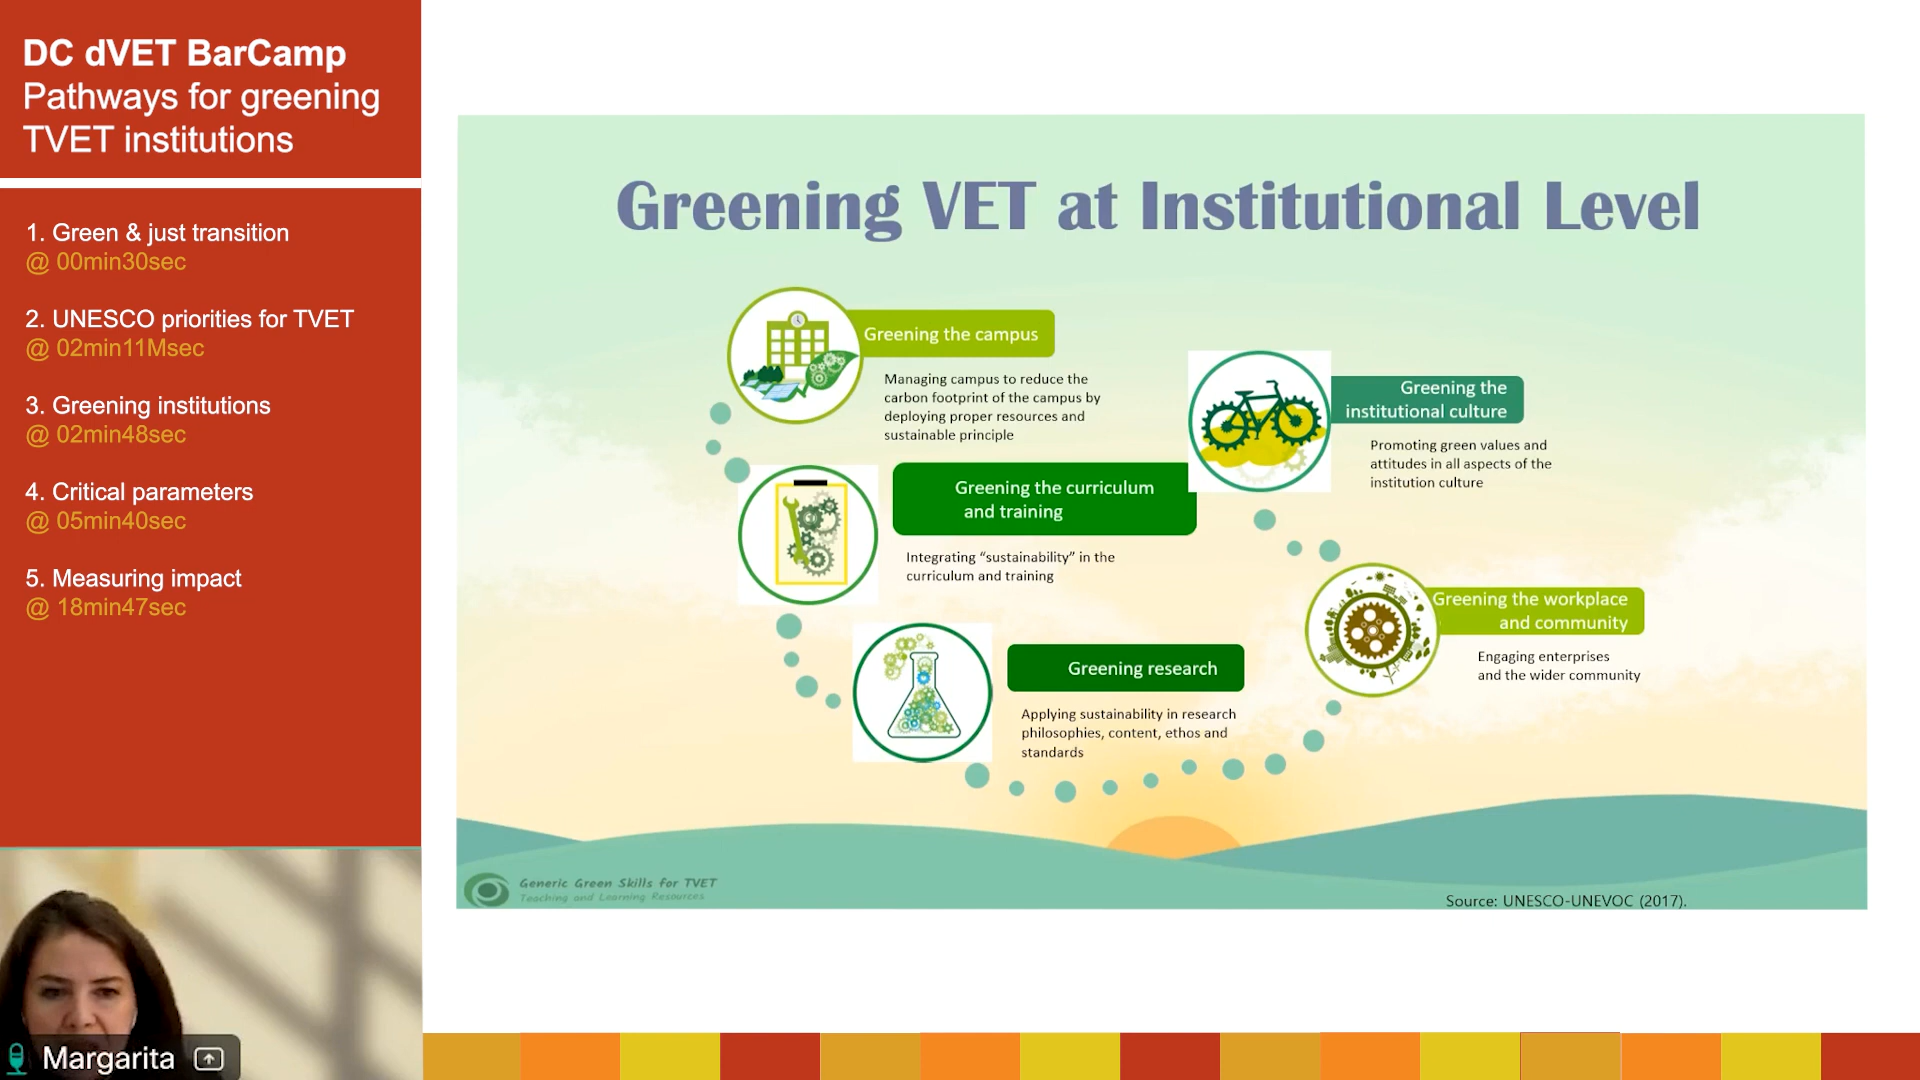 DC dVET BarCamp
Pathways for greening
TVET institutions
1. Green & just transition
@ 00min30sec
2. UNESCO priorities for TVET
@ 02min11Msec
3. Greening institutions
@ 02min48sec
4. Critical parameters
@ 05min40sec
5. Measuring impact
@ 18min47sec
Margarita
Greening VET at Institutional Level
Greening the campus
Managing campus to reduce the
carbon footprint of the campus by
deploying proper resources and
sustainable principle
Greening the curriculum
and training
Integrating “sustainability” in the
curriculum and training
Greening research
Applying sustainability in research
philosophies, content, ethos and
standards
Greening the
institutional culture
Promoting green values and
attitudes in all aspects of the
institution culture
Greening the workplace
and community
Engaging enterprises
and the wider community
Generic Green Skills for TVET
Teaching and Learning Resources
Source: UNESCO-UNEVOC (2017).